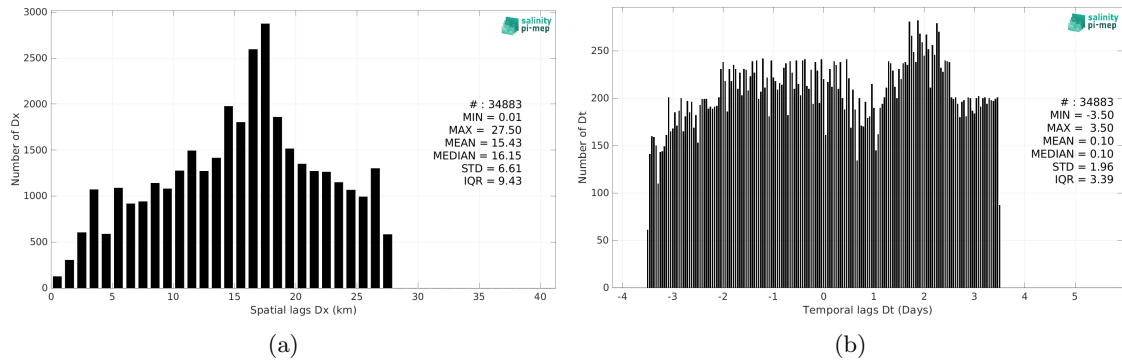 3000
2500
2000
1500
1000
500
0
Number of Dx
0 5 10 15 20 25 30 35 40
Spatial lags Dx (km)
salinity
pi-mep
# : 34883
MIN = 0.01
MAX = 27.50
MEAN = 15.43
MEDIAN = 16.15
STD = 6.61
IQR = 9.43
(a)
250
200
150
100
50
0
Number of Dt
-4 -3 -2 -1 0 1 2 3 4 5
Temporal lags Dt (Days)
salinity
pi-mep
# : 34883
MIN = -3.50
MAX = 3.50
MEAN = 0.10
MEDIAN = 0.10
STD = 1.96
IQR = 3.39
(b)